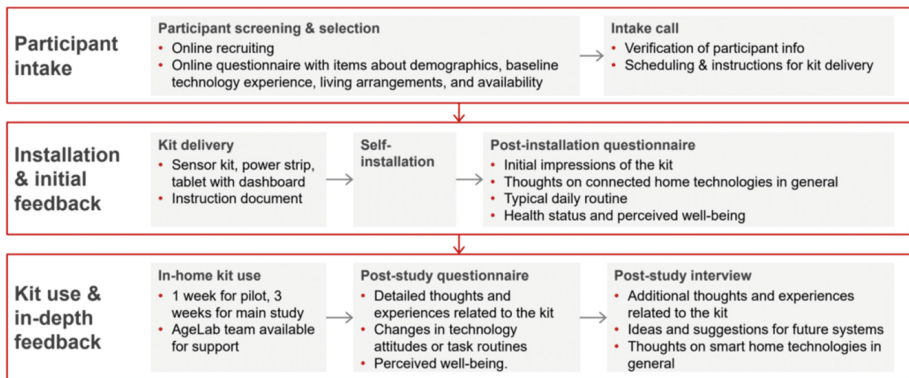 Participant
intake
Participant screening & selection
• Online recruiting
• Online questionnaire with items about demographics, baseline
technology experience, living arrangements, and availability
Intake call
• Verification of participant info
• Scheduling & instructions for kit delivery
Installation
& initial
feedback
Kit delivery
• Sensor kit, power strip,
tablet with dashboard
• Instruction document
Self-
installation
Post-installation questionnaire
• Initial impressions of the kit
• Thoughts on connected home technologies in general
• Typical daily routine
• Health status and perceived well-being
Kit use &
in-depth
feedback
In-home kit use
• 1 week for pilot, 3
weeks for main study
• AgeLab team available
for support
Post-study questionnaire
• Detailed thoughts and
experiences related to the kit
• Changes in technology
attitudes or task routines
• Perceived well-being.
Post-study interview
• Additional thoughts and experiences
related to the kit
• Ideas and suggestions for future systems
• Thoughts on smart home technologies in
general